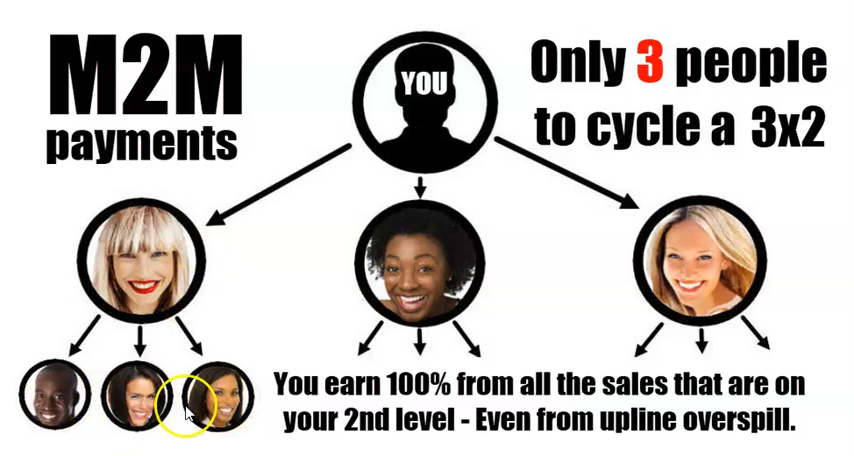 M2M
payments
YOU
Only 3 people
to cycle a 3x2
You earn 100% from all the sales that are on
your 2nd level - Even from upline overspill.